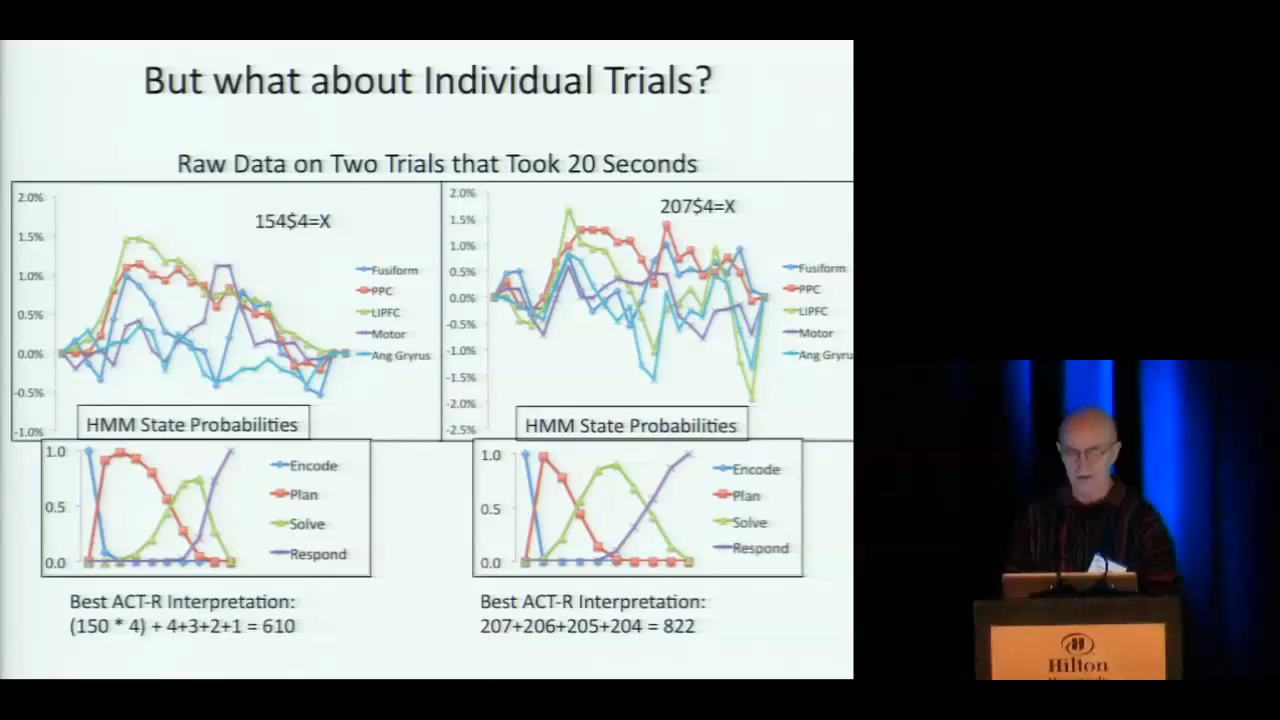 But what about Individual Trials?
Raw Data on Two Trials that Took 20 Seconds
154$4=X
2.0%
1.5%
1.0%
0.5%
0.0%
-0.5%
-1.0%
Fusiform
PPC
LIPFC
Motor
Ang Gryrus
207$4=X
2.0%
1.5%
1.0%
0.5%
0.0%
-0.5%
-1.0%
-1.5%
-2.0%
-2.5%
Fusiform
PPC
LIPFC
Motor
Ang Gryru
HMM State Probabilities
1.0
0.5
0.0
Encode
Plan
Solve
Respond
HMM State Probabilities
1.0
0.5
0.0
Encode
Plan
Solve
Respond
Best ACT-R Interpretation:
(150 * 4) + 4+3+2+1 = 610
Best ACT-R Interpretation:
207+206+205+204 = 822
Hilton